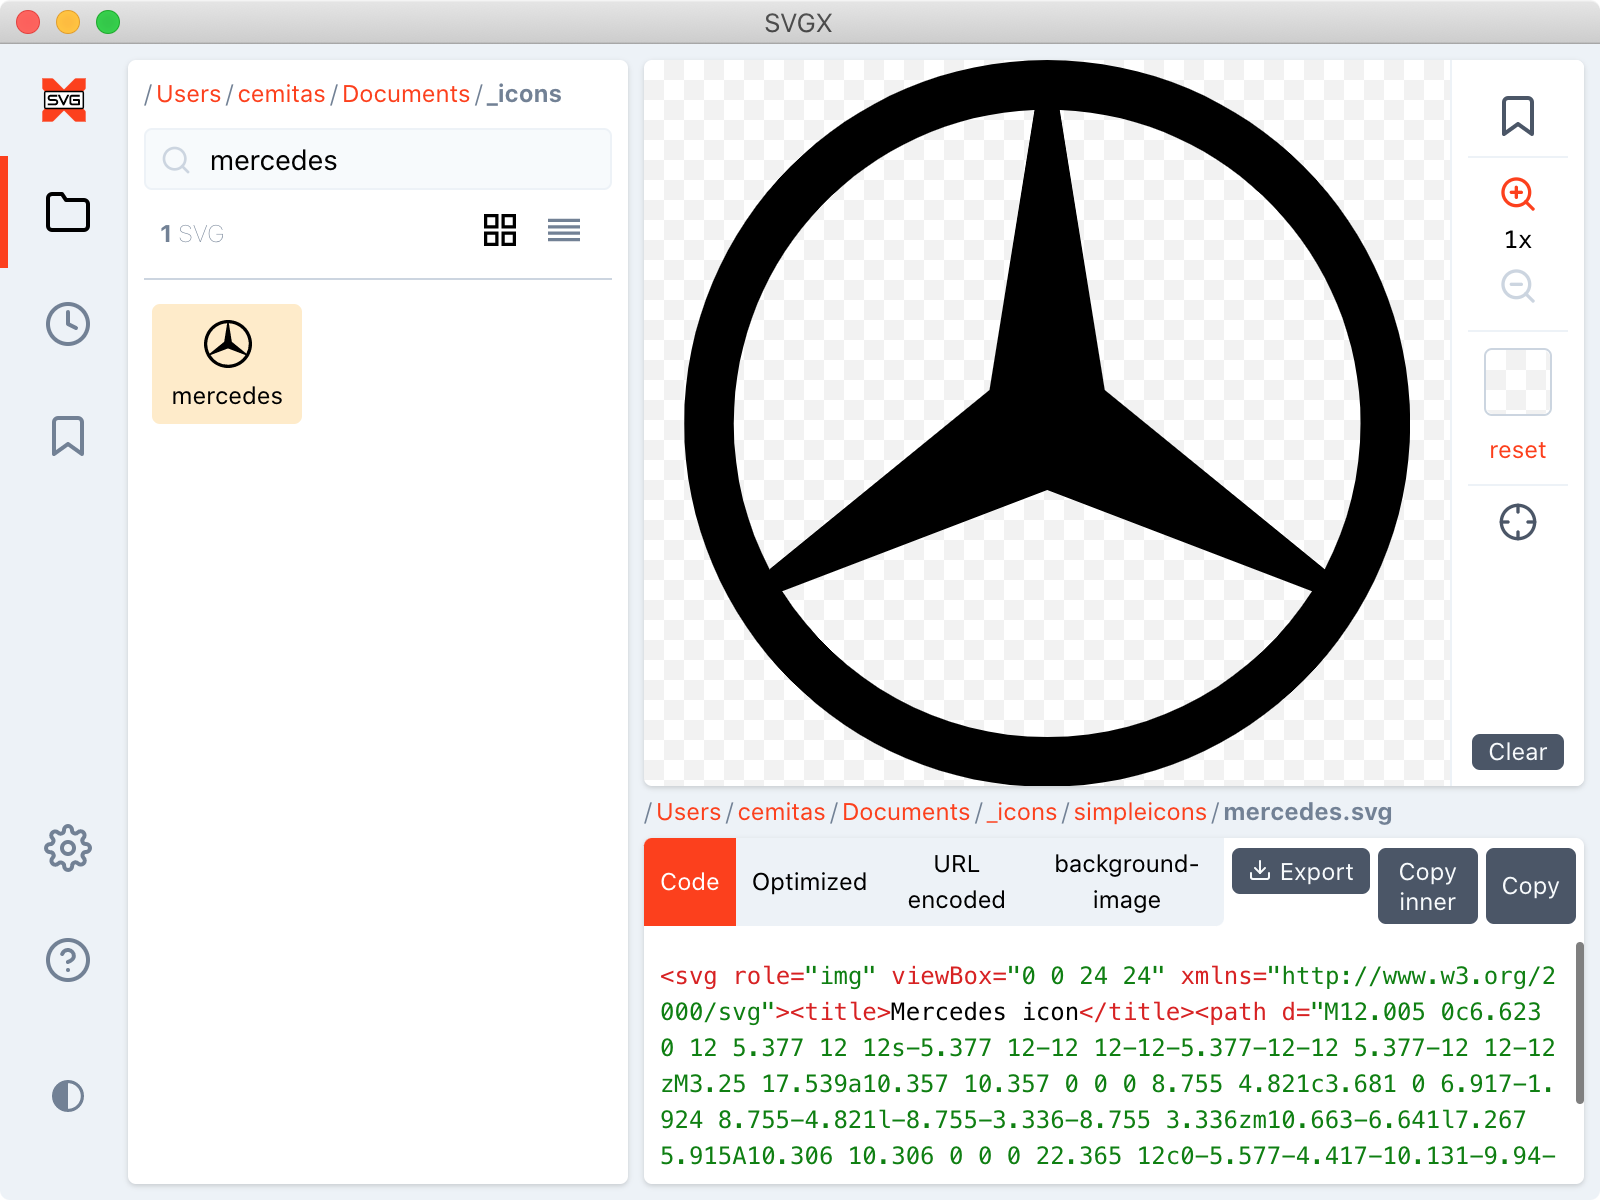 SVGX
SVG
/ Users / cemitas / Documents / _icons
mercedes
1 SVG
mercedes
1x
reset
Clear
/ Users / cemitas / Documents / _icons / simpleicons / mercedes.svg
Code
Optimized
URL
encoded
background-
image
Export
Copy
inner
Copy
<svg role="img" viewBox="0 0 24 24" xmlns="http://www.w3.org/2
000/svg"><title>Mercedes icon</title><path d="M12.005 0c6.623
0 12 5.377 12 12s-5.377 12-12 12-12-5.377-12-12 5.377-12 12-12
zM3.25 17.539a10.357 10.357 0 0 0 8.755 4.821c3.681 0 6.917-1.
924 8.755-4.821l-8.755-3.336-8.755 3.336zm10.663-6.641l7.267
5.915A10.306 10.306 0 0 0 22.365 12c0-5.577-4.417-10.131-9.94-